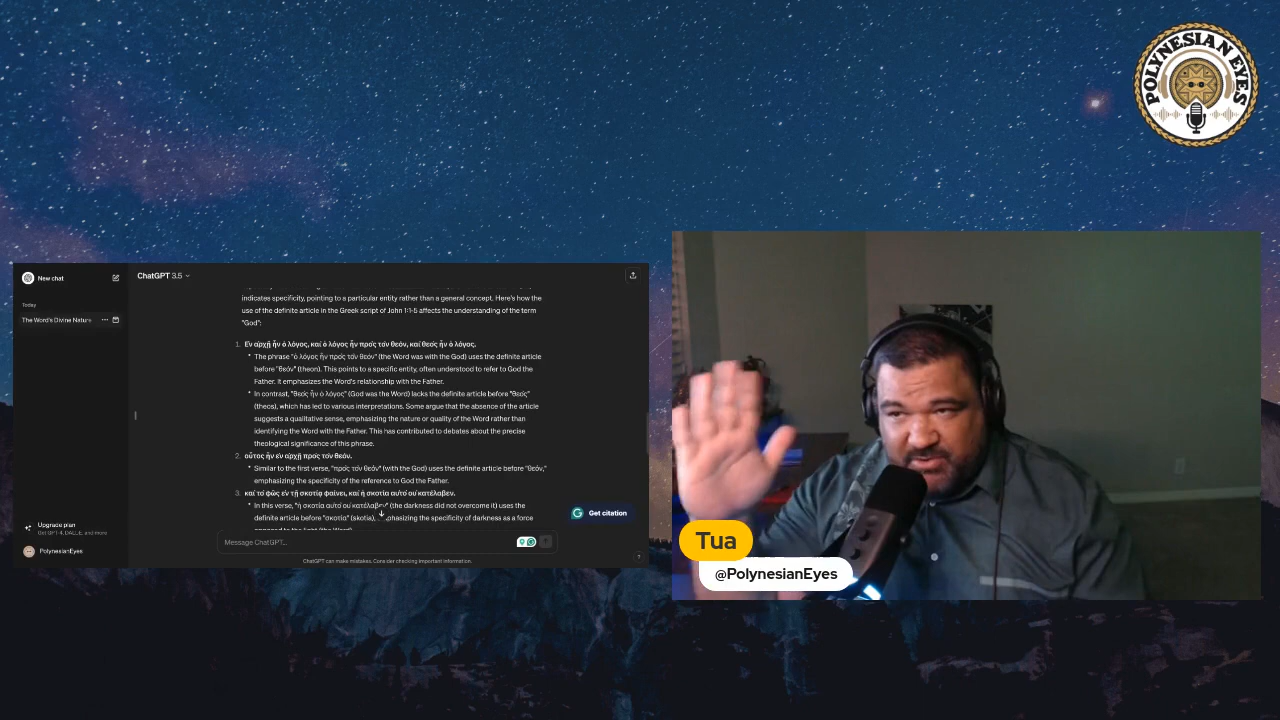 POLYNESIAN EYES
New chat
ChatGPT 3.5
Today
The Word's Divine Nature
indicates specificity, pointing to a particular entity rather than a general concept. Here's how the
use of the definite article in the Greek script of John 1:1-5 affects the understanding of the term
"God":
1. Ἐν ἀρχῇ ἦν ὁ λόγος, καὶ ὁ λόγος ἦν πρὸς τὸν θεόν, καὶ θεὸς ἦν ὁ λόγος.
• The phrase "ὁ λόγος ἦν πρὸς τὸν θεόν" (the Word was with the God) uses the definite article
before "θεόν" (theon). This points to a specific entity, often understood to refer to God the
Father. It emphasizes the Word's relationship with the Father.
• In contrast, "θεὸς ἦν ὁ λόγος" (God was the Word) lacks the definite article before "θεὸς"
(theos), which has led to various interpretations. Some argue that the absence of the article
suggests a qualitative sense, emphasizing the nature or quality of the Word rather than
identifying the Word with the Father. This has contributed to debates about the precise
theological significance of this phrase.
2. οὗτος ἦν ἐν ἀρχῇ πρὸς τὸν θεόν.
• Similar to the first verse, "πρὸς τὸν θεόν" (with the God) uses the definite article before "θεόν,"
emphasizing the specificity of the reference to God the Father.
3. καὶ τὸ φῶς ἐν τῇ σκοτίᾳ φαίνει, καὶ ἡ σκοτία αὐτὸ οὐ κατέλαβεν.
• In this verse, "ἡ σκοτία αὐτὸ οὐ κατέλαβεν" (the darkness did not overcome it) uses the
definite article before "σκοτία" (skotia), emphasizing the specificity of darkness as a force
Get citation
Upgrade plan
Get GPT-4, DALL·E, and more
PolynesianEyes
Message ChatGPT...
ChatGPT can make mistakes. Consider checking important information.
?
Tua
@PolynesianEyes